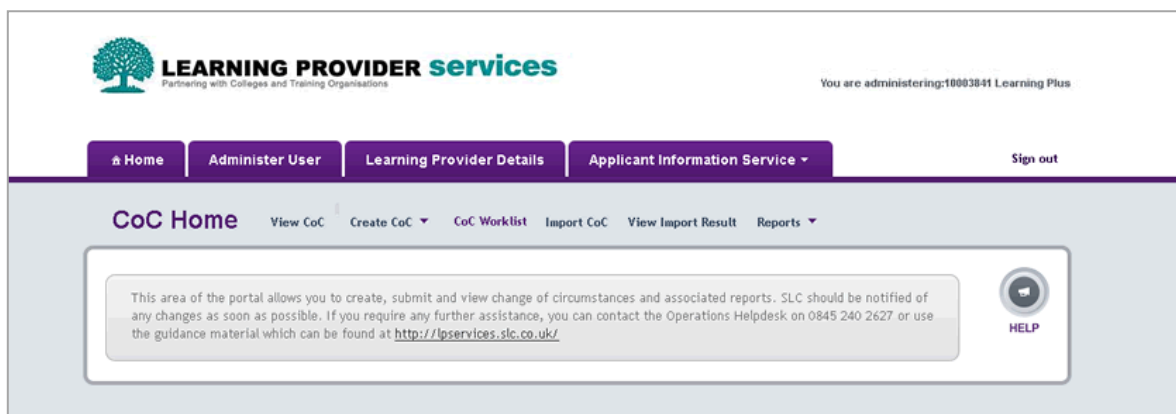 LEARNING PROVIDER services
Partnering with Colleges and Training Organisations
You are administering:10003841 Learning Plus
Home Administer User Learning Provider Details Applicant Information Service Sign out
CoC Home View CoC Create CoC CoC Worklist Import CoC View Import Result Reports
This area of the portal allows you to create, submit and view change of circumstances and associated reports. SLC should be notified of
any changes as soon as possible. If you require any further assistance, you can contact the Operations Helpdesk on 0845 240 2627 or use
the guidance material which can be found at http://lpservices.slc.co.uk/
HELP